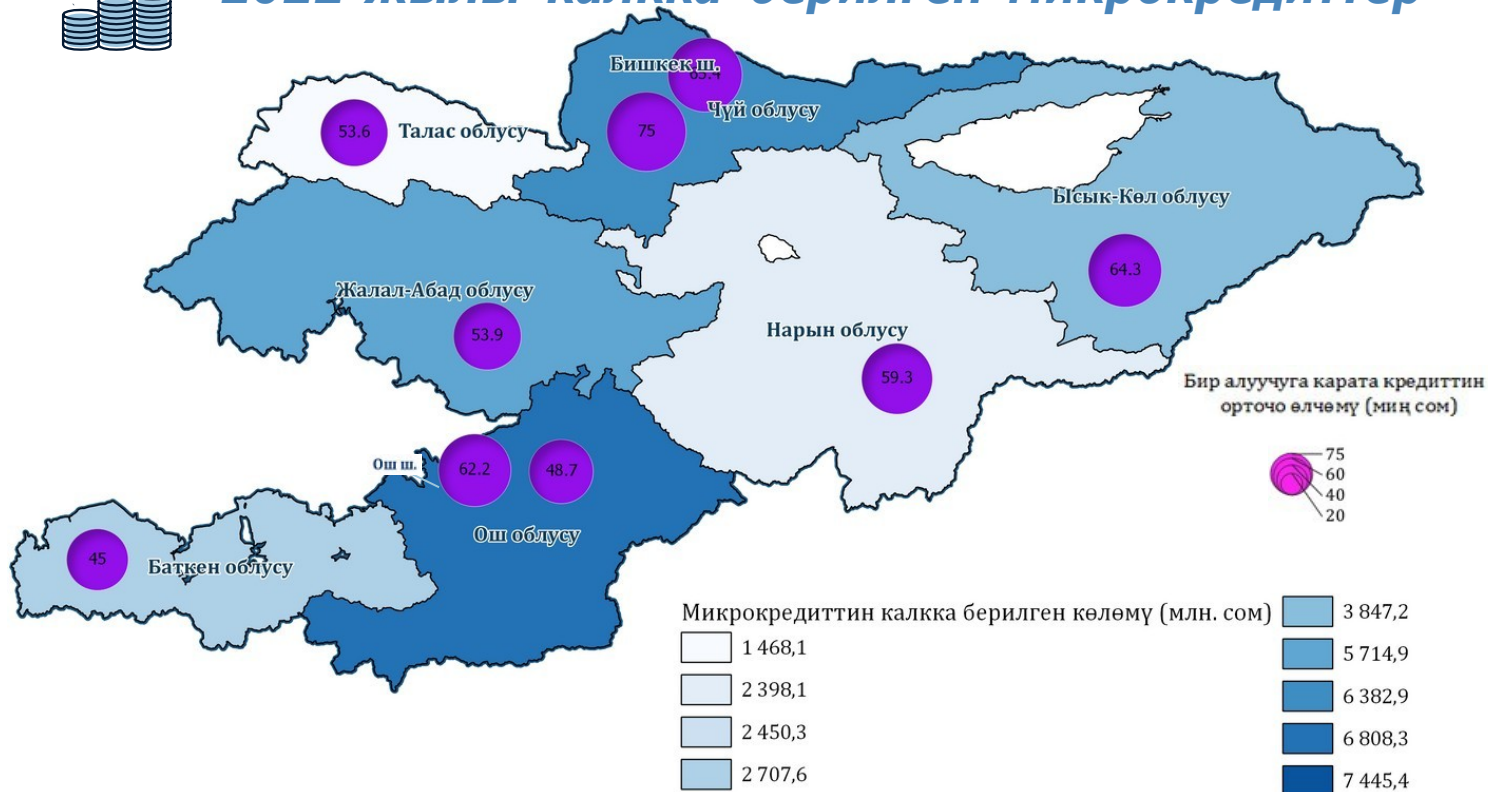 жылы калкка берилген микрокредиттер
Бишкек ш.
Чүй облусу
75
53.6
Талас облусу
Ысык-Көл облусу
64.3
Жалал-Абад облусу
53.9
Нарын облусу
59.3
Бир алуучуга карата кредиттин
орточо өлчөмү (миң сом)
75
60
40
20
Ош ш.
62.2
48.7
Ош облусу
45
Баткен облусу
Микрокредиттин калкка берилген көлөмү (млн. сом)
1 468,1
2 398,1
2 450,3
2 707,6
3 847,2
5 714,9
6 382,9
6 808,3
7 445,4